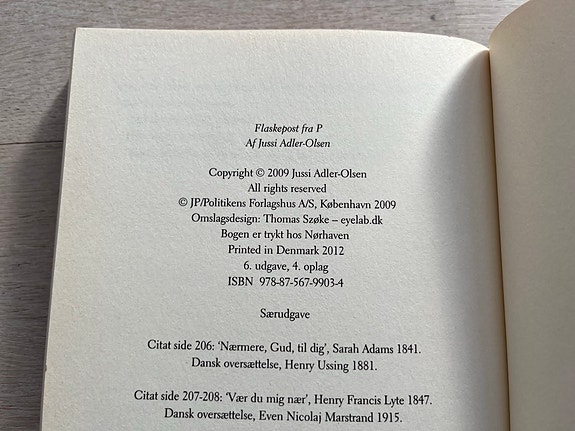 Flaskepost fra P
Af Jussi Adler-Olsen
Copyright © 2009 Jussi Adler-Olsen
All rights reserved
© JP/Politikens Forlagshus A/S, København 2009
Omslagsdesign: Thomas Szøke – eyelab.dk
Bogen er trykt hos Nørhaven
Printed in Denmark 2012
6. udgave, 4. oplag
ISBN 978-87-567-9903-4
Særudgave
Citat side 206: ‘Nærmere, Gud, til dig’, Sarah Adams 1841.
Dansk oversættelse, Henry Ussing 1881.
Citat side 207-208: ‘Vær du mig nær’, Henry Francis Lyte 1847.
Dansk oversættelse, Even Nicolaj Marstrand 1915.